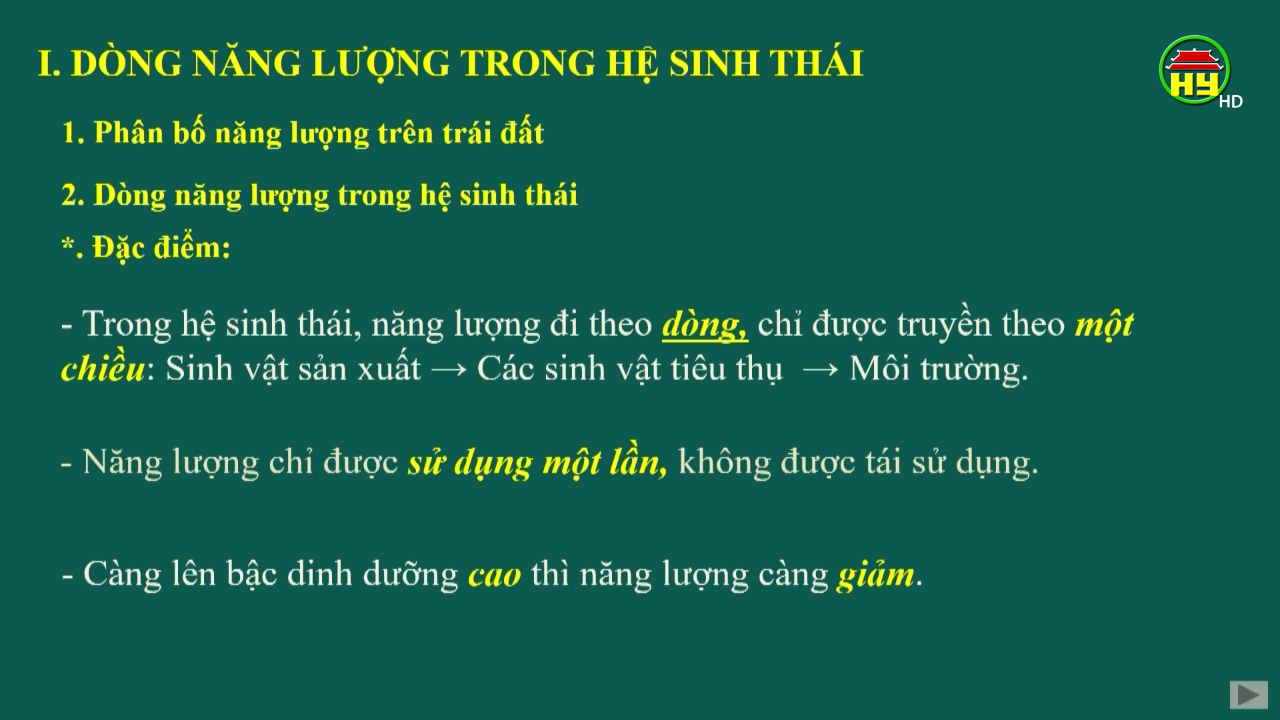 I. DÒNG NĂNG LƯỢNG TRONG HỆ SINH THÁI
HY
HD
1. Phân bố năng lượng trên trái đất
2. Dòng năng lượng trong hệ sinh thái
*. Đặc điểm:
- Trong hệ sinh thái, năng lượng đi theo dòng, chỉ được truyền theo một
chiều: Sinh vật sản xuất → Các sinh vật tiêu thụ → Môi trường.
- Năng lượng chỉ được sử dụng một lần, không được tái sử dụng.
- Càng lên bậc dinh dưỡng cao thì năng lượng càng giảm.